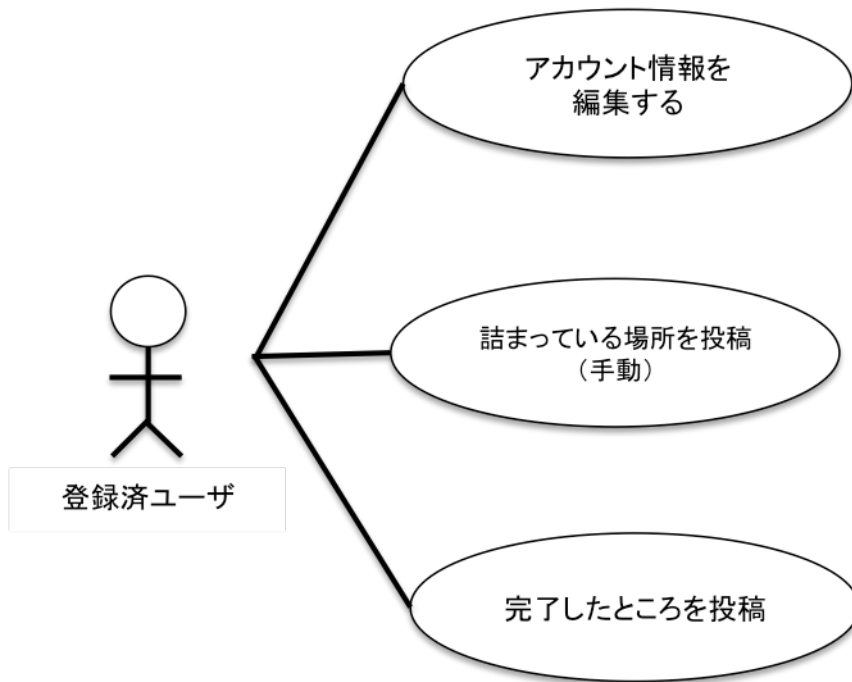 アカウント情報を
編集する
詰まっている場所を投稿
（手動）
登録済ユーザ
完了したところを投稿